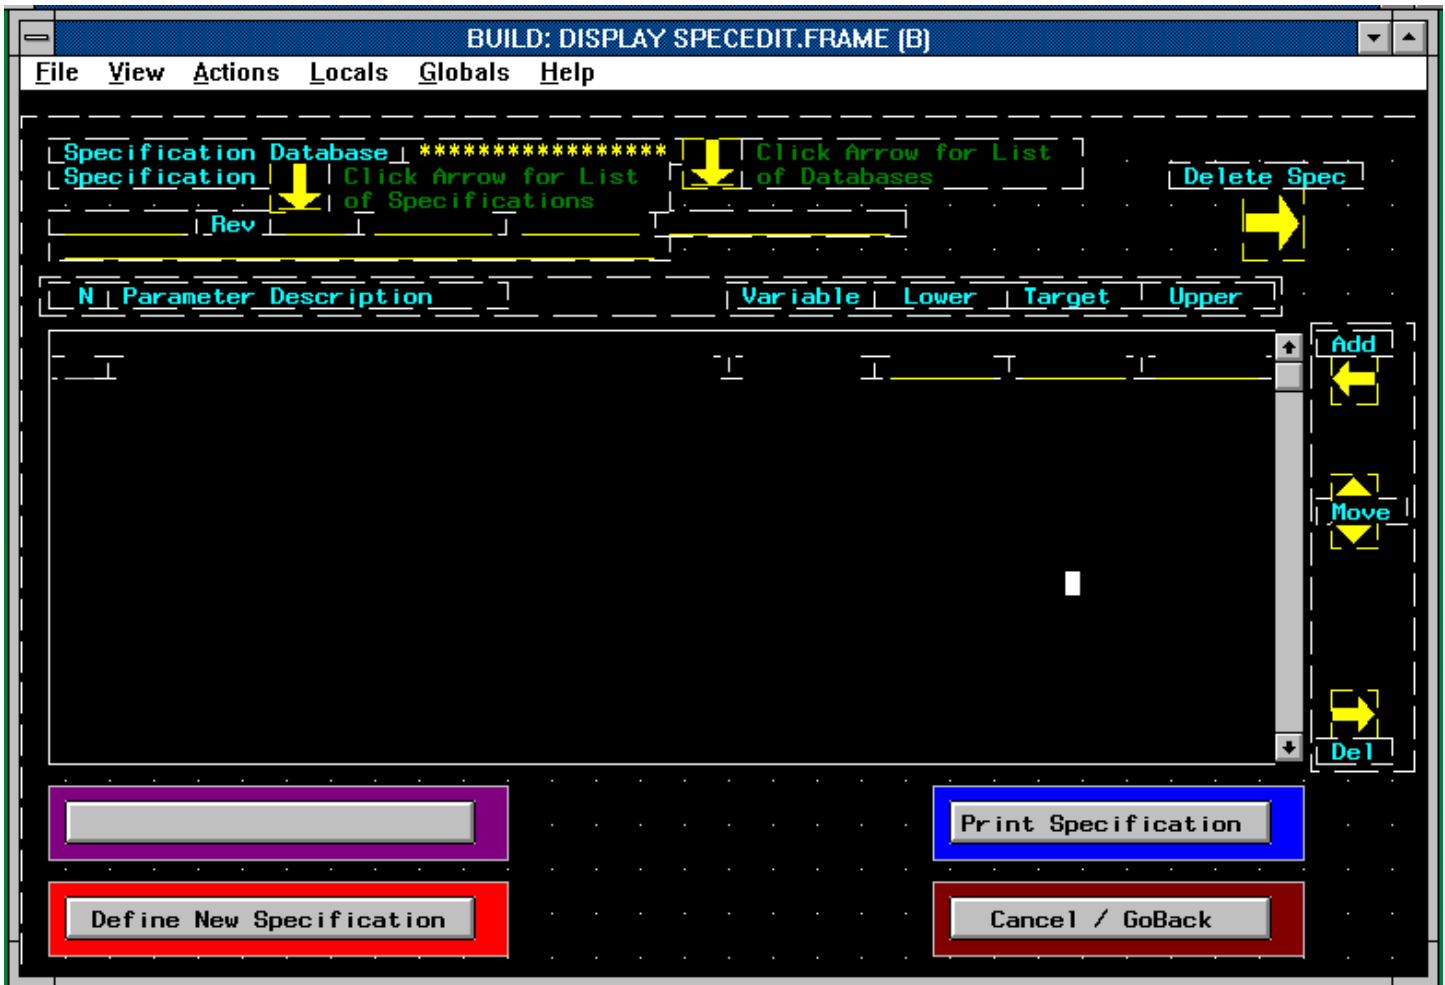 BUILD: DISPLAY SPECEDIT.FRAME (B)
File View Actions Locals Globals Help
Specification Database ***************** Click Arrow for List
of Databases
Specification Click Arrow for List
of Specifications
Delete Spec
Rev
N Parameter Description Variable Lower Target Upper
Add
Move
Del
Print Specification
Define New Specification Cancel / GoBack